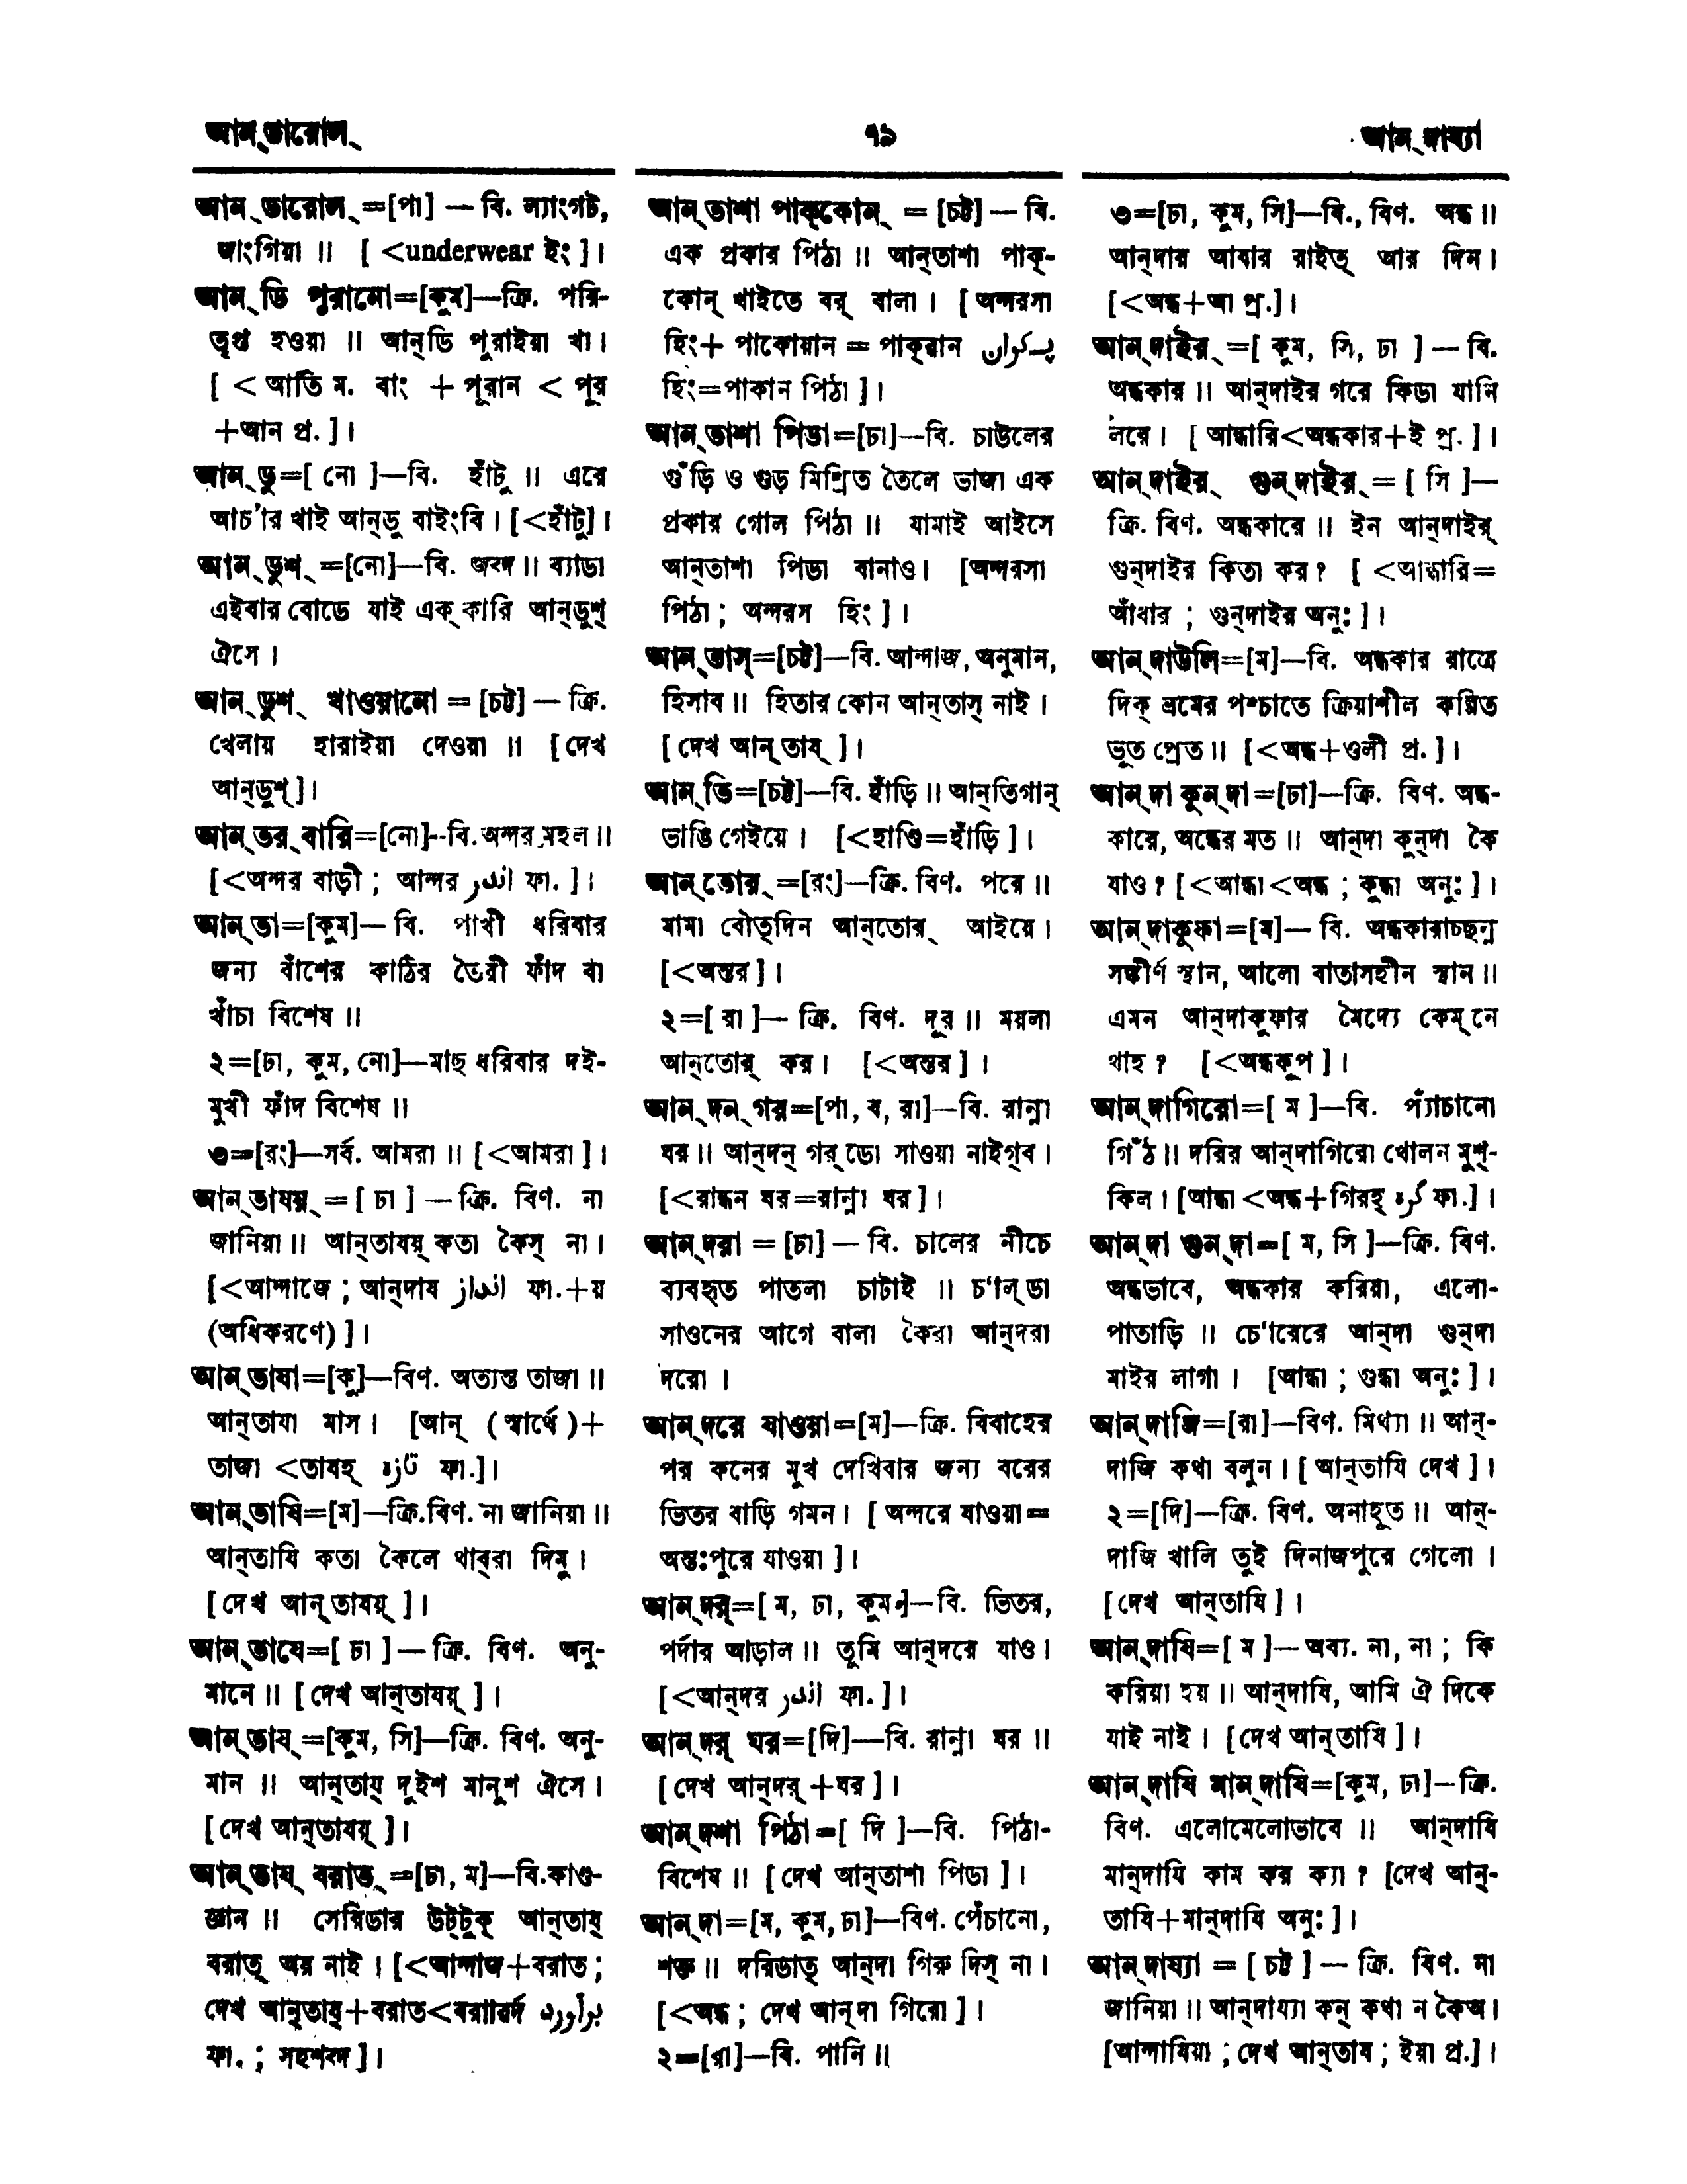 আন্ডারোল্
৭৯
আন্দায্যা
আন্ডারোল্=[পা] — বি. ল্যাংগট,
জাংগিয়া ॥ [ <underwear ইং ]।
আন্ডি পুরানো=[কুম]—ক্রি. পরি-
তৃপ্ত হওয়া ॥ আন্ডি পুরাইয়া খা।
[ < আতি ম. বাং + পূরান < পূর
+আন প্র. ]।
আন্ডু=[ নো ]—বি. হাঁটু ॥ এরে
আচ'ার খাই আন্ডু বাইংবি। [<হাঁটু]।
আন্ডুশ্=[নো]—বি. জব্দ ॥ ব্যাডা
এইবার বোডে যাই এক্কারি আন্ডুশ্
ঐসে।
আন্ডুশ্ খাওয়ানো = [চট্ট] — ক্রি.
খেলায় হারাইয়া দেওয়া ॥ [দেখ
আন্ডুশ্]।
আন্তর্বারি=[নো]--বি. অন্দর মহল ॥
[<অন্দর বাড়ী ; আন্দর اندر ফা. ]।
আন্তা=[কুম]— বি. পাখী ধরিবার
জন্য বাঁশের কাঠির তৈরী ফাঁদ বা
খাঁচা বিশেষ ॥
২=[ঢা, কুম, নো]—মাছ ধরিবার দই-
মুখী ফাঁদ বিশেষ ॥
৩=[রং]—সর্ব. আমরা ॥ [<আমরা ]।
আন্তাযয়্ = [ ঢা ] — ক্রি. বিণ. না
জানিয়া ॥ আন্তাযয়্ কতা কৈস্ না।
[<আন্দাজে ; আন্দায انداز ফা.+য়
(অধিকরণে) ]।
আন্তাযা=[কু]—বিণ. অত্যন্ত তাজা ॥
আন্তাযা মাস। [আন্ ( স্বার্থে )+
তাজা <তাযহ্ تازه ফা.]।
আন্তাযি=[ম]—ক্রি.বিণ. না জানিয়া ॥
আন্তাযি কতা কৈলে থাব্রা দিমু।
[ দেখ আন্তাযয়্ ]।
আন্তাযে=[ ঢা ] — ক্রি. বিণ. অনু-
মানে ॥ [ দেখ আন্তাযয়্ ]।
আন্তায্=[কুম, সি]—ক্রি. বিণ. অনু-
মান ॥ আন্তায্ দুইশ মানুশ ঐসে।
[ দেখ আন্তাযয়্ ]।
আন্তায্ বরাত্=[ঢা, ম]—বি.কাণ্ড-
জ্ঞান ॥ সেরিডার উট্টুক্ আন্তায্
বরাত্ অয় নাই। [<আন্দাজ+বরাত ;
দেখ আন্তায্+বরাত<বরাাবর্দ برآورد
ফা. ; সহশব্দ ]।
আন্তাশা পাক্কোন্ = [চট্ট] — বি.
এক প্রকার পিঠা ॥ আন্তাশা পাক্-
কোন্ খাইতে বর্ বালা। [ অন্দরসা
হিং+ পাকোয়ান = পাক্ৱান پکوان
হিং=পাকান পিঠা ]।
আন্তাশা পিডা=[ঢা]—বি. চাউলের
গুঁড়ি ও গুড় মিশ্রিত তৈলে ভাজা এক
প্রকার গোল পিঠা ॥ যামাই আইসে
আন্তাশা পিডা বানাও। [অন্দরসা
পিঠা ; অন্দরস হিং ]।
আন্তাস্=[চট্ট]—বি. আন্দাজ, অনুমান,
হিসাব ॥ হিতার কোন আন্তাস্ নাই।
[ দেখ আন্তায্ ]।
আন্তি=[চট্ট]—বি. হাঁড়ি ॥ আন্তিগান্
ভাঙি গেইয়ে। [<হাণ্ডি=হাঁড়ি ]।
আন্তোর্=[রং]—ক্রি. বিণ. পরে ॥
মামা বৌত্দিন আন্তোর্ আইয়ে।
[<অন্তর ]।
২=[ রা ]— ক্রি. বিণ. দূর ॥ ময়লা
আন্তোর্ কর। [<অন্তর ]।
আন্দন্ গর=[পা, ব, রা]—বি. রান্না
ঘর ॥ আন্দন্ গর্ ডো সাওয়া নাইগ্‌ব।
[<রান্ধন ঘর=রান্না ঘর ]।
আন্দরা = [ঢা] — বি. চালের নীচে
ব্যবহৃত পাতলা চাটাই ॥ চ'াল্ ডা
সাওনের আগে বালা কৈরা আন্দরা
দরো।
আন্দরে যাওয়া=[ম]—ক্রি. বিবাহের
পর কনের মুখ দেখিবার জন্য বরের
ভিতর বাড়ি গমন। [ অন্দরে যাওয়া=
অন্তঃপুরে যাওয়া ]।
আন্দর্=[ ম, ঢা, কুম ]—বি. ভিতর,
পর্দার আড়াল ॥ তুমি আন্দরে যাও।
[<আন্দর اندر ফা. ]।
আন্দর্ ঘর=[দি]—বি. রান্না ঘর ॥
[ দেখ আন্দর্+ঘর ]।
আন্দশা পিঠা=[ দি ]—বি. পিঠা-
বিশেষ ॥ [ দেখ আন্তাশা পিডা ]।
আন্দা=[ম, কুম, ঢা]—বিণ. পেঁচানো,
শক্ত ॥ দরিডাত্ আন্দা গিরু দিস্ না।
[<অন্ধ ; দেখ আন্দা গিরো ]।
২=[রা]—বি. পানি ॥
৩=[ঢা, কুম, সি]—বি., বিণ. অন্ধ ॥
আন্দার আবার রাইত্ আর দিন।
[<অন্ধ+আ প্র.]।
আন্দাইর্=[ কুম, সি, ঢা ] — বি.
অন্ধকার ॥ আন্দাইর গরে কিডা যানি
লরে। [ আন্ধারি<অন্ধকার+ই প্র. ]।
আন্দাইর্ গুন্দাইর্ = [ সি ]—
ক্রি. বিণ. অন্ধকারে ॥ ইন আন্দাইর্
গুন্দাইর কিতা কর? [ <আন্ধারি=
আঁধার ; গুন্দাইর অনুঃ ]।
আন্দাউলি=[ম]—বি. অন্ধকার রাত্রে
দিক্ ভ্রমের পশ্চাতে ক্রিয়াশীল কল্পিত
ভূত প্রেত ॥ [<অন্ধ+ওলী প্র. ]।
আন্দা কুন্দা=[ঢা]—ক্রি. বিণ. অন্ধ-
কারে, অন্ধের মত ॥ আন্দা কুন্দা কৈ
যাও? [<আন্ধা<অন্ধ ; কুন্ধা অনুঃ ]।
আন্দাকুফা=[ম]— বি. অন্ধকারাচ্ছন্ন
সঙ্কীর্ণ স্থান, আলো বাতাসহীন স্থান ॥
এমন আন্দাকুফার মৈদ্যে কেম্নে
থাহ? [<অন্ধকূপ ]।
আন্দাগিরো=[ ম ]—বি. প্যাঁচানো
গিঁঠ ॥ দরির আন্দাগিরো খোলন মুশ্-
কিল। [আন্ধা <অন্ধ+গিরহ্ گره ফা.]।
আন্দা গুন্দা=[ ম, সি ]—ক্রি. বিণ.
অন্ধভাবে, অন্ধকার করিয়া, এলো-
পাতাড়ি ॥ চে'ারেরে আন্দা গুন্দা
মাইর লাগা। [আন্ধা ; গুন্ধা অনুঃ ]।
আন্দাজি=[রা]—বিণ. মিথ্যা ॥ আন্-
দাজি কথা বলুন। [ আন্তাযি দেখ ]।
২=[দি]—ক্রি. বিণ. অনাহূত ॥ আন্-
দাজি খালি তুই দিনাজপুরে গেলো।
[ দেখ আন্তাযি ]।
আন্দাযি=[ ম ]—অব্য. না, না ; কি
করিয়া হয় ॥ আন্দাযি, আমি ঐ দিকে
যাই নাই। [ দেখ আন্তাযি ]।
আন্দাযি মান্দাযি=[কুম, ঢা]—ক্রি.
বিণ. এলোমেলোভাবে ॥ আন্দাযি
মান্দাযি কাম কর ক্যা? [দেখ আন্-
তাযি+মান্দাযি অনুঃ ]।
আন্দায্যা = [ চট্ট ] — ক্রি. বিণ. না
জানিয়া ॥ আন্দায্যা কন্ কথা ন কৈঅ।
[আন্দাযিয়া ; দেখ আন্তায ; ইয়া প্র.]।